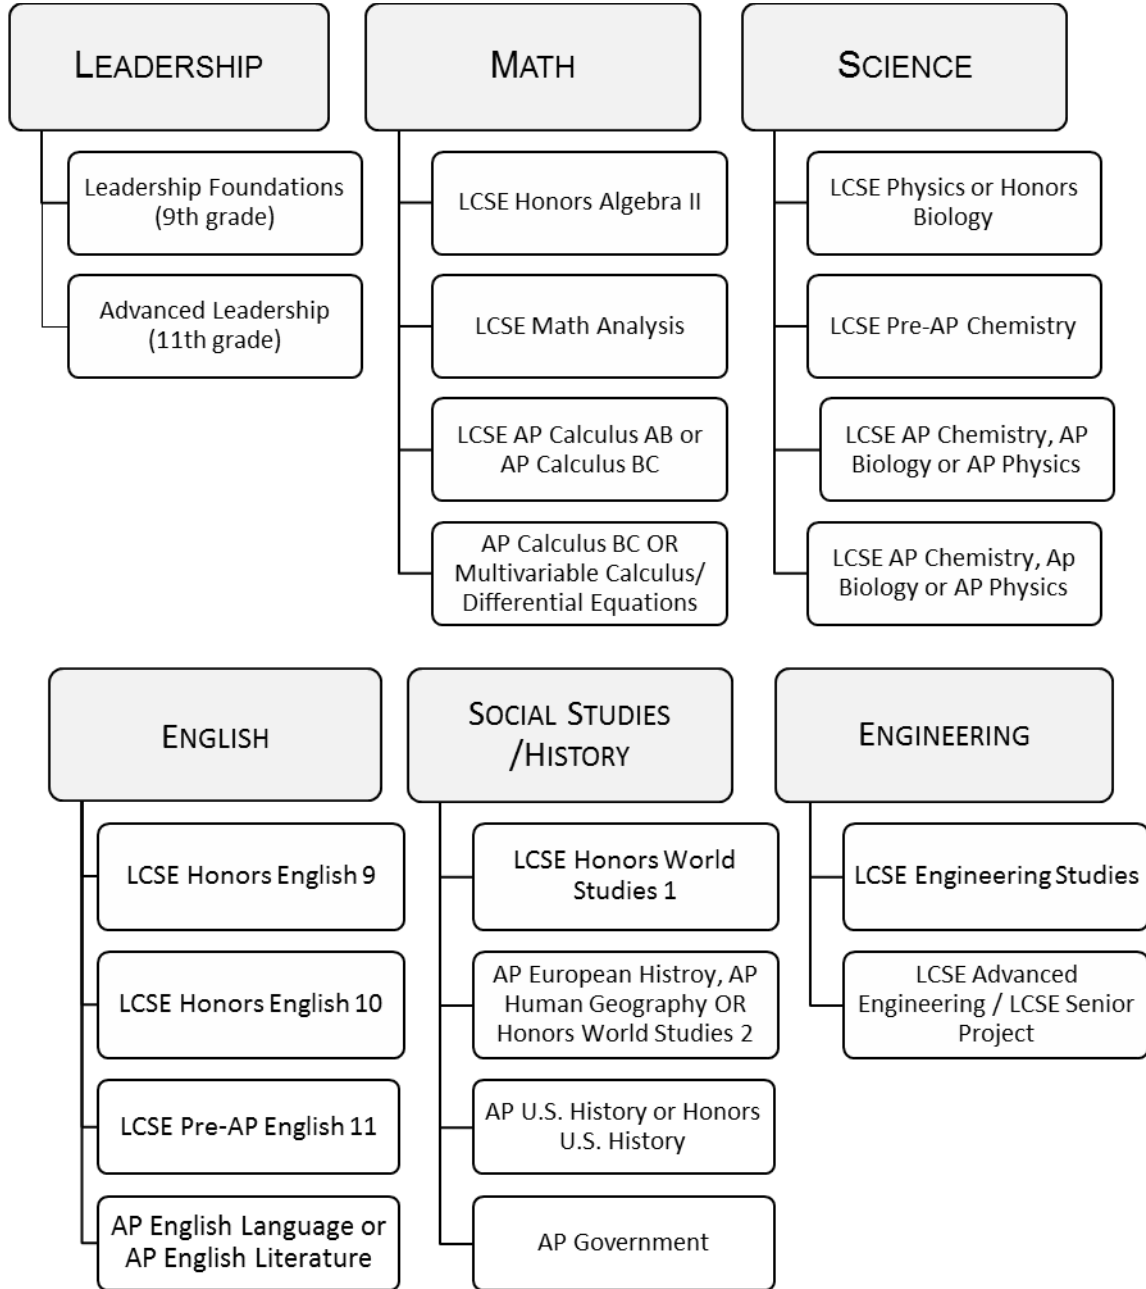 LEADERSHIP
Leadership Foundations
(9th grade)
Advanced Leadership
(11th grade)
MATH
LCSE Honors Algebra II
LCSE Math Analysis
LCSE AP Calculus AB or
AP Calculus BC
AP Calculus BC OR
Multivariable Calculus/
Differential Equations
SCIENCE
LCSE Physics or Honors
Biology
LCSE Pre-AP Chemistry
LCSE AP Chemistry, AP
Biology or AP Physics
LCSE AP Chemistry, Ap
Biology or AP Physics
ENGLISH
LCSE Honors English 9
LCSE Honors English 10
LCSE Pre-AP English 11
AP English Language or
AP English Literature
SOCIAL STUDIES
/HISTORY
LCSE Honors World
Studies 1
AP European Histroy, AP
Human Geography OR
Honors World Studies 2
AP U.S. History or Honors
U.S. History
AP Government
ENGINEERING
LCSE Engineering Studies
LCSE Advanced
Engineering / LCSE Senior
Project